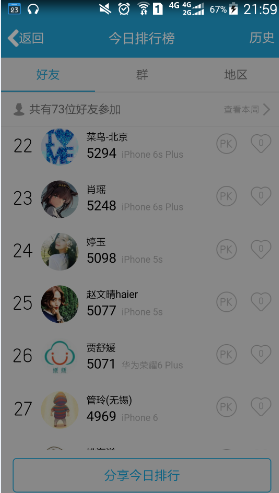 23
4G 4G 2G 67% 21:59
返回 今日排行榜 历史
好友 群 地区
共有73位好友参加 查看本周
22 菜鸟-北京 PK 0
5294 iPhone 6s Plus
23 肖瑶 PK 0
5248 iPhone 6s Plus
24 婷玉 PK 0
5098 iPhone 5s
25 赵文晴haier PK 0
5077 iPhone 5s
26 贾舒媛 PK 0
5071 华为荣耀6 Plus
27 管玲(无锡) PK 0
4969 iPhone 6
分享今日排行